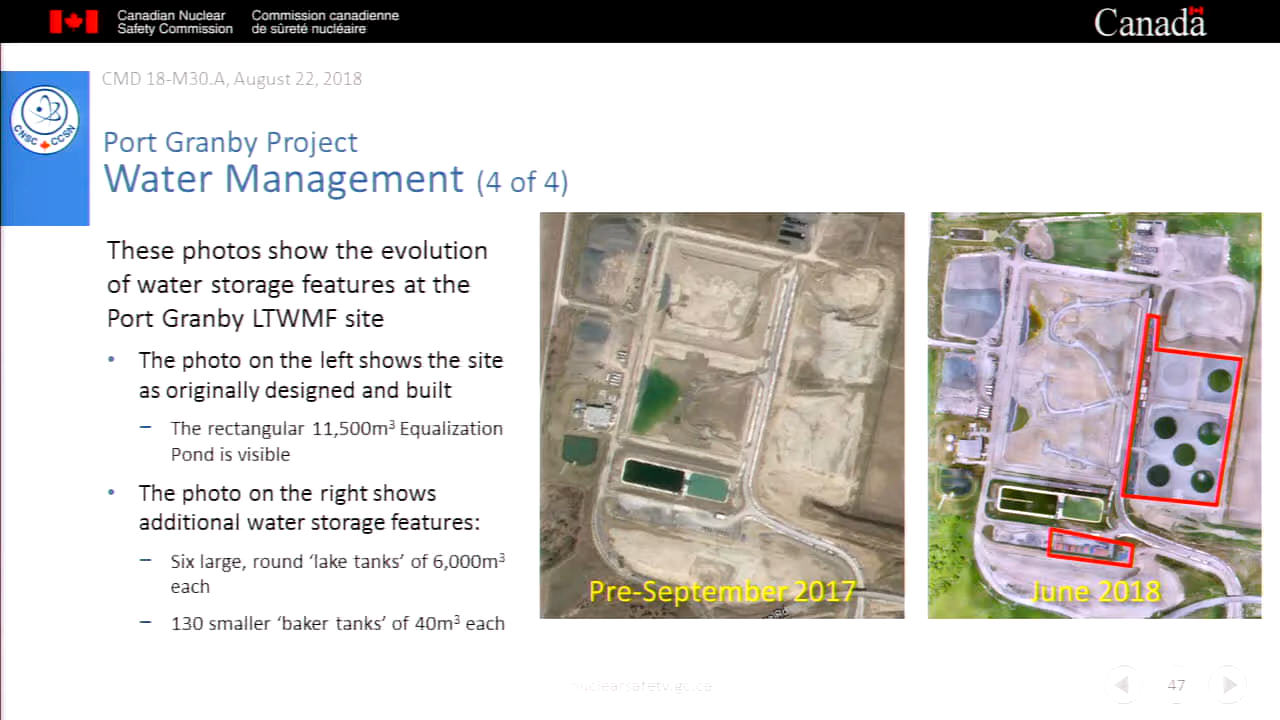 Canadian Nuclear
Safety Commission
Commission canadienne
de sûreté nucléaire
Canada
CMD 18-M30.A, August 22, 2018
CNSC CCSN
Port Granby Project
Water Management (4 of 4)
These photos show the evolution
of water storage features at the
Port Granby LTWMF site
• The photo on the left shows the site
as originally designed and built
– The rectangular 11,500m³ Equalization
Pond is visible
• The photo on the right shows
additional water storage features:
– Six large, round ‘lake tanks’ of 6,000m³
each
– 130 smaller ‘baker tanks’ of 40m³ each
Pre-September 2017
June 2018
nuclearsafety.gc.ca
47